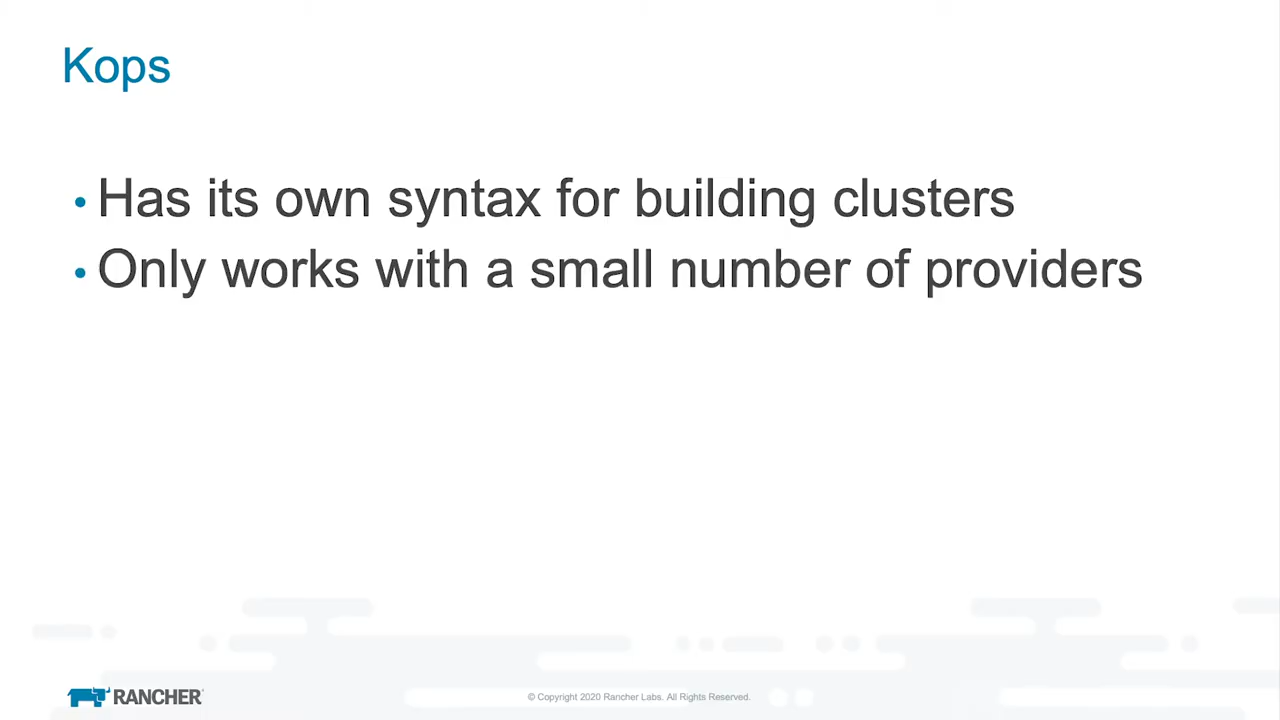 Kops
• Has its own syntax for building clusters
• Only works with a small number of providers
RANCHER®
© Copyright 2020 Rancher Labs. All Rights Reserved.